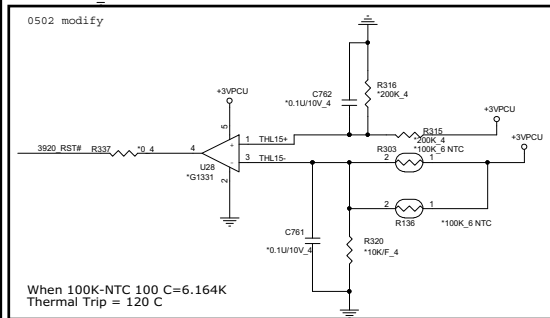 0502 modify
R316
*200K_4
C762
*0.1U/10V_4
+3VPCU
+3VPCU
R315
*200K_4
+3VPCU
5
1
THL15+
+
R303
*100K_6 NTC
3920_RST#
R337
*0_4
4
3
THL15-
-
2
1
U28
*G1331
2
2
1
R136
*100K_6 NTC
C761
*0.1U/10V_4
R320
*10K/F_4
When 100K-NTC 100 C=6.164K
Thermal Trip = 120 C